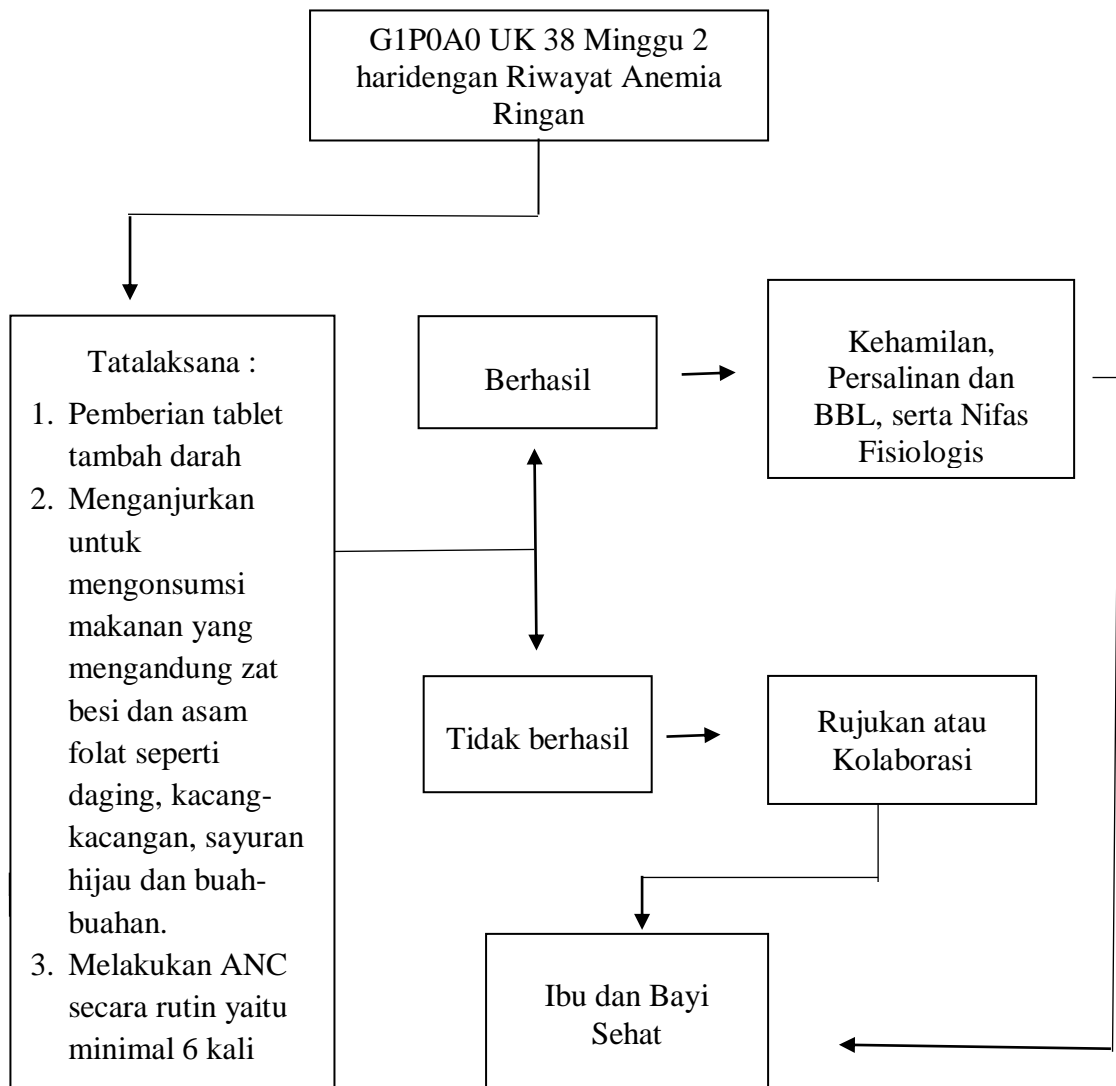 G1P0A0 UK 38 Minggu 2
haridengan Riwayat Anemia
Ringan
Tatalaksana :
1. Pemberian tablet
tambah darah
2. Menganjurkan
untuk
mengonsumsi
makanan yang
mengandung zat
besi dan asam
folat seperti
daging, kacang-
kacangan, sayuran
hijau dan buah-
buahan.
3. Melakukan ANC
secara rutin yaitu
minimal 6 kali
Berhasil
Kehamilan,
Persalinan dan
BBL, serta Nifas
Fisiologis
Tidak berhasil
Rujukan atau
Kolaborasi
Ibu dan Bayi
Sehat